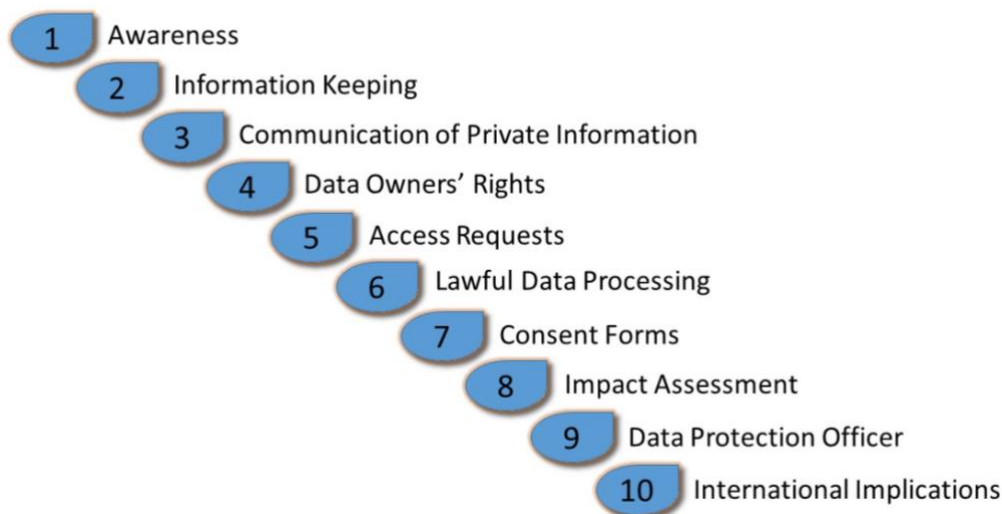 1 Awareness
2 Information Keeping
3 Communication of Private Information
4 Data Owners’ Rights
5 Access Requests
6 Lawful Data Processing
7 Consent Forms
8 Impact Assessment
9 Data Protection Officer
10 International Implications